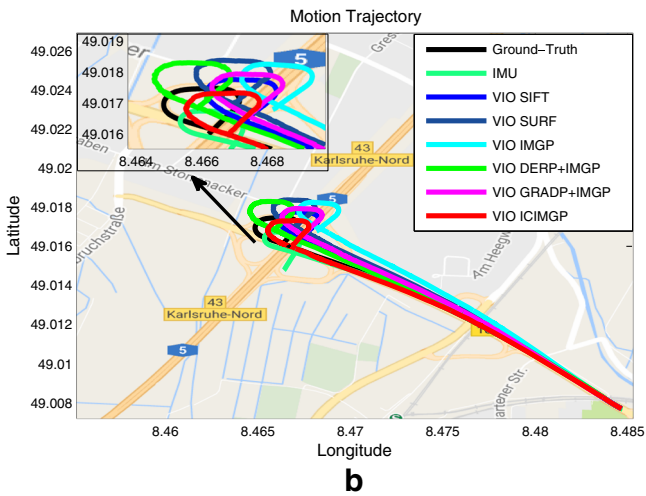 Motion Trajectory
49.026
49.024
49.022
49.02
49.018
49.016
49.014
49.012
49.01
49.008
Latitude
49.019
49.018
49.017
49.016
8.464
8.466
8.468
5
Ground–Truth
IMU
VIO SIFT
VIO SURF
VIO IMGP
VIO DERP+IMGP
VIO GRADP+IMGP
VIO ICIMGP
43
Karlsruhe-Nord
43
Karlsruhe-Nord
5
Am Heegw
artener Str.
bruchstraße
8.46
8.465
8.47
8.475
8.48
8.485
Longitude
b